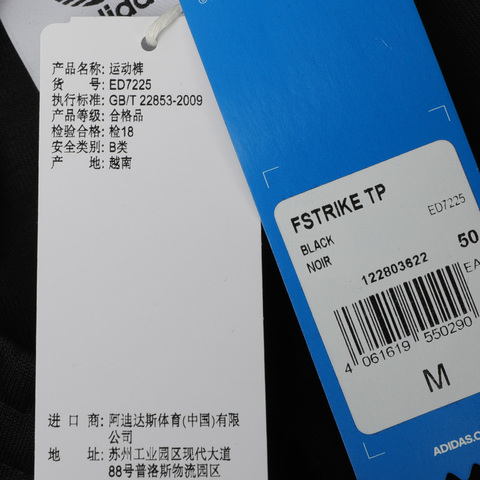 adidas
产品名称: 运动裤
货 号: ED7225
执行标准: GB/T 22853-2009
产品等级: 合格品
检验合格: 检18
安全类别: B类
产 地: 越南
进 口 商: 阿迪达斯体育(中国)有限
公司
地 址: 苏州工业园区现代大道
88号普洛斯物流园区
FSTRIKE TP
ED7225
BLACK
NOIR
50
122803622
EA
4 061619 550290
M
ADIDAS.C